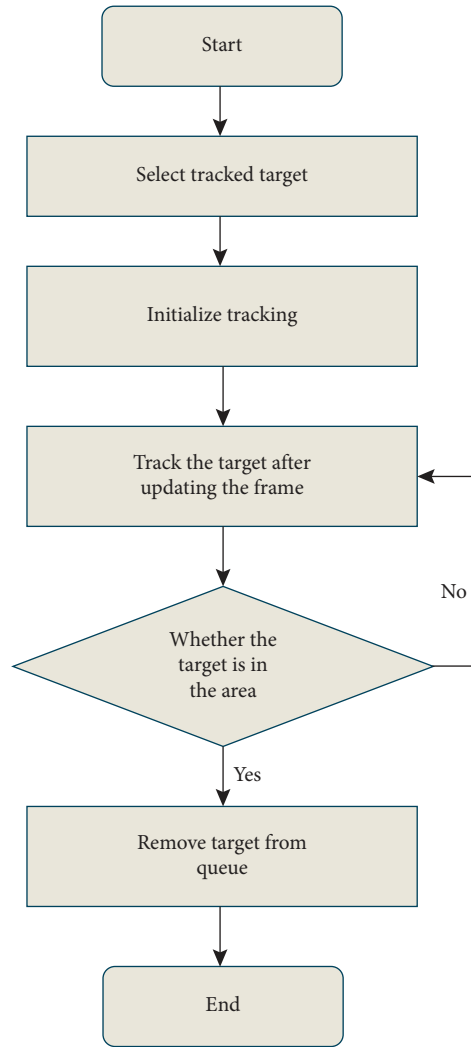 Start
Select tracked target
Initialize tracking
Track the target after
updating the frame
No
Whether the
target is in
the area
Yes
Remove target from
queue
End